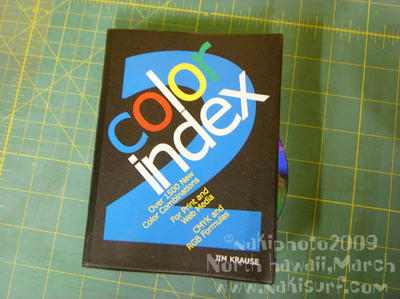 color
index
2
Over 1500 New
Color Combinations
For Print and
Web Media
CMYK and
RGB Formulas
JIM KRAUSE
nakiphoto2009
North hawaii,March
www.nakisurf.com